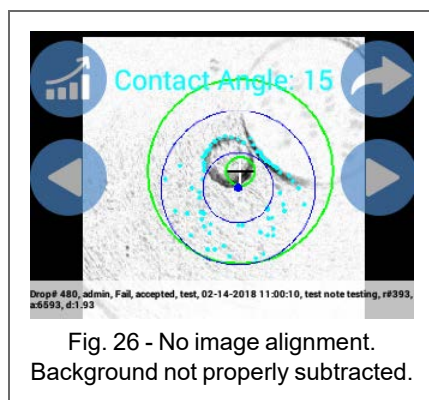 Contact Angle: 15
Drop# 480, admin, Fail, accepted, test, 02-14-2018 11:00:10, test note testing, r#393,
a:6593, d:1.93
Fig. 26 - No image alignment.
Background not properly subtracted.